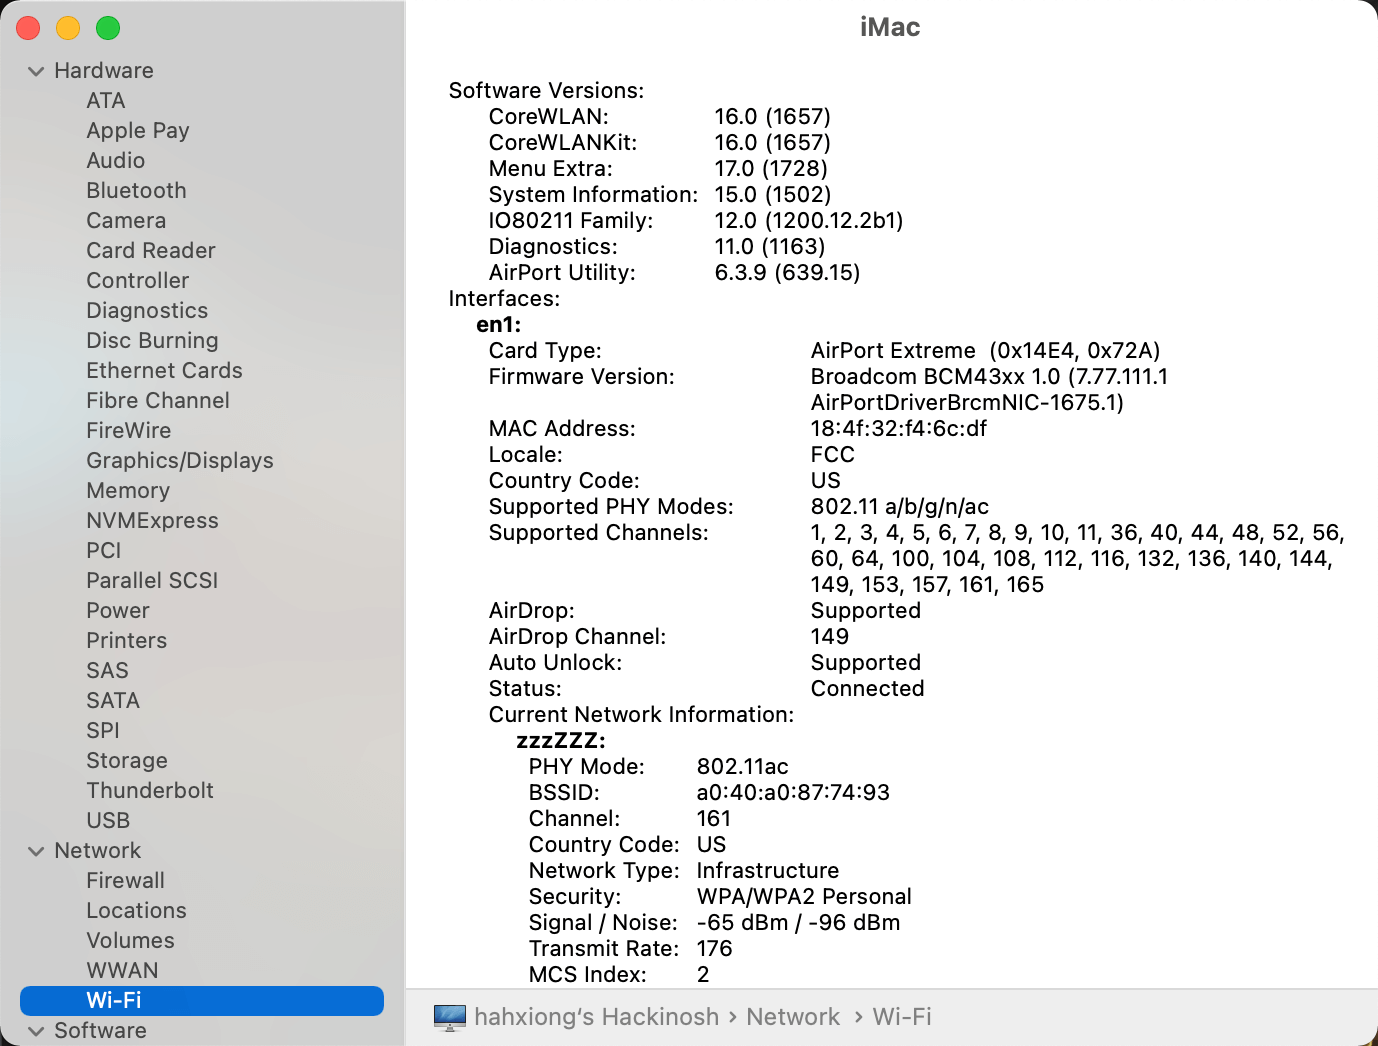 iMac
Hardware
ATA
Apple Pay
Audio
Bluetooth
Camera
Card Reader
Controller
Diagnostics
Disc Burning
Ethernet Cards
Fibre Channel
FireWire
Graphics/Displays
Memory
NVMExpress
PCI
Parallel SCSI
Power
Printers
SAS
SATA
SPI
Storage
Thunderbolt
USB
Network
Firewall
Locations
Volumes
WWAN
Wi-Fi
Software
Software Versions:
CoreWLAN: 16.0 (1657)
CoreWLANKit: 16.0 (1657)
Menu Extra: 17.0 (1728)
System Information: 15.0 (1502)
IO80211 Family: 12.0 (1200.12.2b1)
Diagnostics: 11.0 (1163)
AirPort Utility: 6.3.9 (639.15)
Interfaces:
en1:
Card Type: AirPort Extreme (0x14E4, 0x72A)
Firmware Version: Broadcom BCM43xx 1.0 (7.77.111.1
AirPortDriverBrcmNIC-1675.1)
MAC Address: 18:4f:32:f4:6c:df
Locale: FCC
Country Code: US
Supported PHY Modes: 802.11 a/b/g/n/ac
Supported Channels: 1, 2, 3, 4, 5, 6, 7, 8, 9, 10, 11, 36, 40, 44, 48, 52, 56,
60, 64, 100, 104, 108, 112, 116, 132, 136, 140, 144,
149, 153, 157, 161, 165
AirDrop: Supported
AirDrop Channel: 149
Auto Unlock: Supported
Status: Connected
Current Network Information:
zzzZZZ:
PHY Mode: 802.11ac
BSSID: a0:40:a0:87:74:93
Channel: 161
Country Code: US
Network Type: Infrastructure
Security: WPA/WPA2 Personal
Signal / Noise: -65 dBm / -96 dBm
Transmit Rate: 176
MCS Index: 2
hahxiong's Hackinosh › Network › Wi-Fi